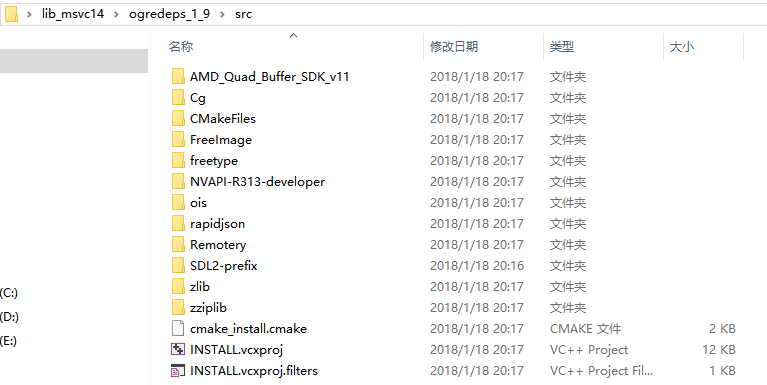 lib_msvc14 › ogredeps_1_9 › src
名称 修改日期 类型 大小
AMD_Quad_Buffer_SDK_v11 2018/1/18 20:17 文件夹
Cg 2018/1/18 20:17 文件夹
CMakeFiles 2018/1/18 20:17 文件夹
FreeImage 2018/1/18 20:17 文件夹
freetype 2018/1/18 20:17 文件夹
NVAPI-R313-developer 2018/1/18 20:17 文件夹
ois 2018/1/18 20:17 文件夹
rapidjson 2018/1/18 20:17 文件夹
Remotery 2018/1/18 20:17 文件夹
SDL2-prefix 2018/1/18 20:16 文件夹
zlib 2018/1/18 20:17 文件夹
(C:)
zziplib 2018/1/18 20:17 文件夹
(D:)
cmake_install.cmake 2018/1/18 20:17 CMAKE 文件 2 KB
(E:)
INSTALL.vcxproj 2018/1/18 20:17 VC++ Project 12 KB
INSTALL.vcxproj.filters 2018/1/18 20:17 VC++ Project Fil... 1 KB